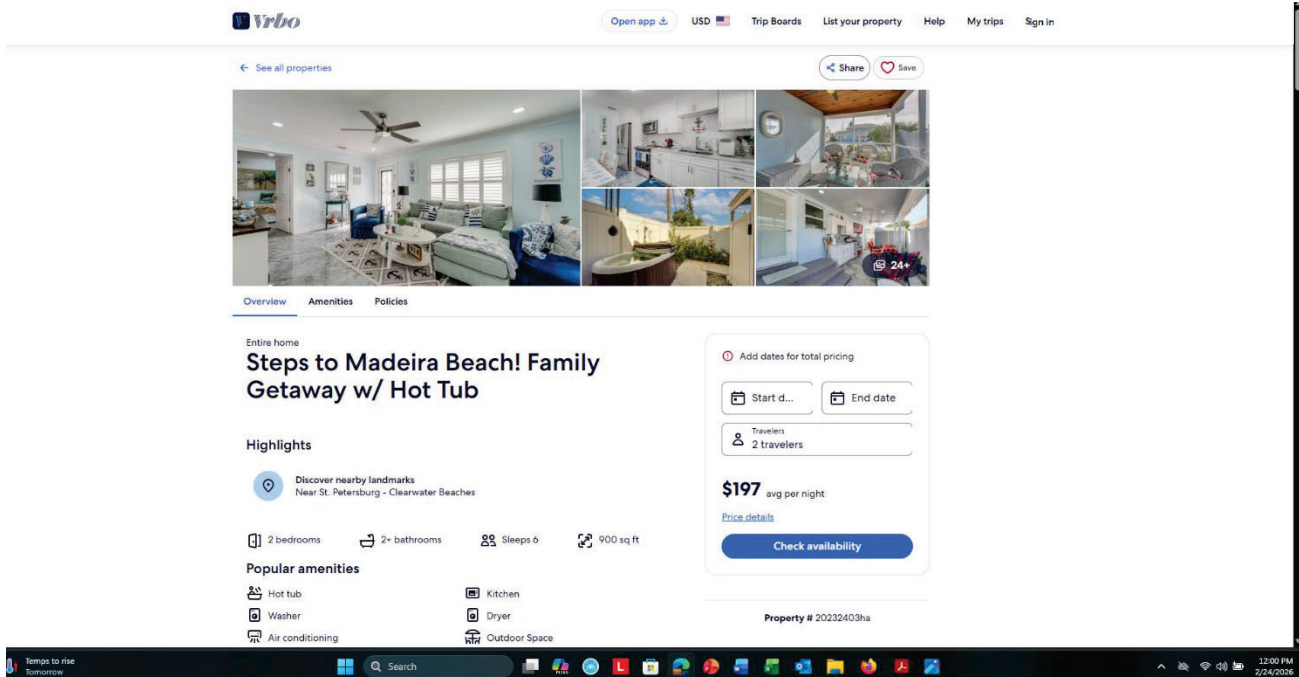 Vrbo
Open app
USD
Trip Boards
List your property
Help
My trips
Sign in
See all properties
Share
Save
24+
Overview
Amenities
Policies
Entire home
Steps to Madeira Beach! Family
Getaway w/ Hot Tub
Add dates for total pricing
Start d...
End date
Travelers
2 travelers
Highlights
Discover nearby landmarks
Near St. Petersburg - Clearwater Beaches
$197 avg per night
Price details
2 bedrooms
2+ bathrooms
Sleeps 6
900 sq ft
Check availability
Popular amenities
Hot tub
Kitchen
Washer
Dryer
Air conditioning
Outdoor Space
Property # 20232403ha
Temps to rise
Tomorrow
Search
12:00 PM
2/24/2026